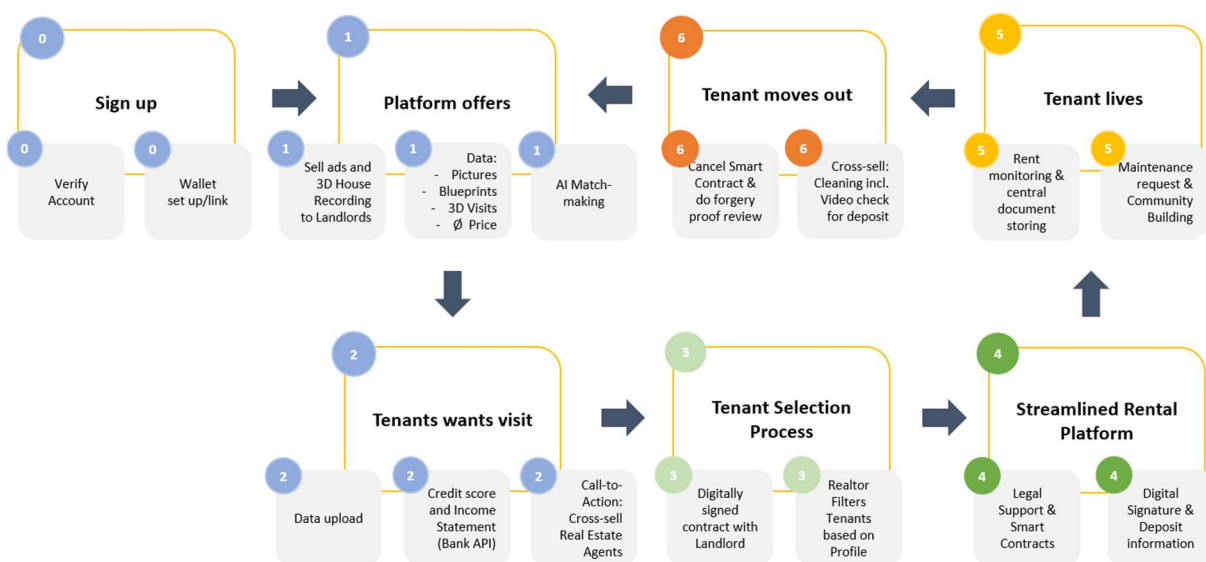 0
Sign up
0
Verify
Account
0
Wallet
set up/link
1
Platform offers
1
Sell ads and
3D House
Recording
to Landlords
1
Data:
- Pictures
- Blueprints
- 3D Visits
- Ø Price
1
AI Match-
making
6
Tenant moves out
6
Cancel Smart
Contract &
do forgery
proof review
6
Cross-sell:
Cleaning incl.
Video check
for deposit
5
Tenant lives
5
Rent
monitoring &
central
document
storing
5
Maintenance
request &
Community
Building
2
Tenants wants visit
2
Data upload
2
Credit score
and Income
Statement
(Bank API)
2
Call-to-
Action:
Cross-sell
Real Estate
Agents
3
Tenant Selection
Process
3
Digitally
signed
contract with
Landlord
3
Realtor
Filters
Tenants
based on
Profile
4
Streamlined Rental
Platform
4
Legal
Support &
Smart
Contracts
4
Digital
Signature &
Deposit
information